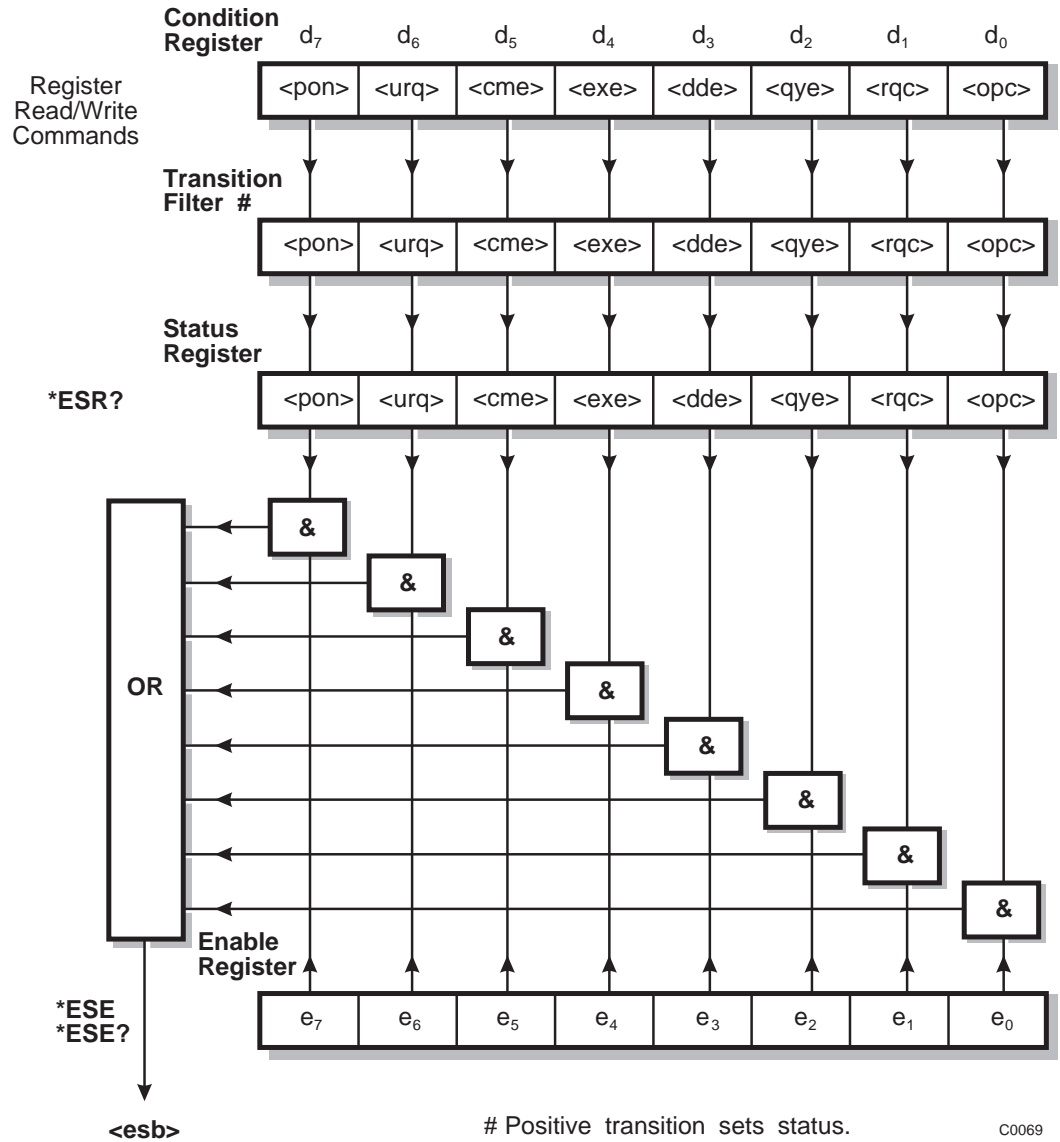 Condition
Register d₇ d₆ d₅ d₄ d₃ d₂ d₁ d₀
Register
Read/Write
Commands
<pon> <urq> <cme> <exe> <dde> <qye> <rqc> <opc>
Transition
Filter #
<pon> <urq> <cme> <exe> <dde> <qye> <rqc> <opc>
Status
Register
*ESR? <pon> <urq> <cme> <exe> <dde> <qye> <rqc> <opc>
&
&
&
&
OR
&
&
&
&
Enable
Register
*ESE
*ESE?
e₇ e₆ e₅ e₄ e₃ e₂ e₁ e₀
<esb> # Positive transition sets status. C0069